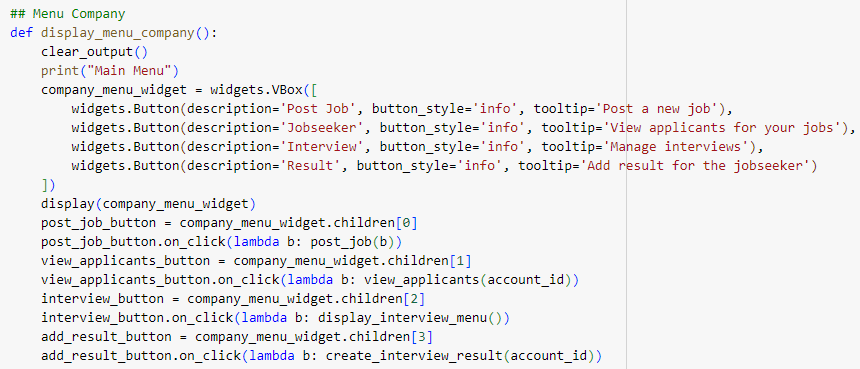 ## Menu Company
def display_menu_company():
    clear_output()
    print("Main Menu")
    company_menu_widget = widgets.VBox([
        widgets.Button(description='Post Job', button_style='info', tooltip='Post a new job'),
        widgets.Button(description='Jobseeker', button_style='info', tooltip='View applicants for your jobs'),
        widgets.Button(description='Interview', button_style='info', tooltip='Manage interviews'),
        widgets.Button(description='Result', button_style='info', tooltip='Add result for the jobseeker')
    ])
    display(company_menu_widget)
    post_job_button = company_menu_widget.children[0]
    post_job_button.on_click(lambda b: post_job(b))
    view_applicants_button = company_menu_widget.children[1]
    view_applicants_button.on_click(lambda b: view_applicants(account_id))
    interview_button = company_menu_widget.children[2]
    interview_button.on_click(lambda b: display_interview_menu())
    add_result_button = company_menu_widget.children[3]
    add_result_button.on_click(lambda b: create_interview_result(account_id))